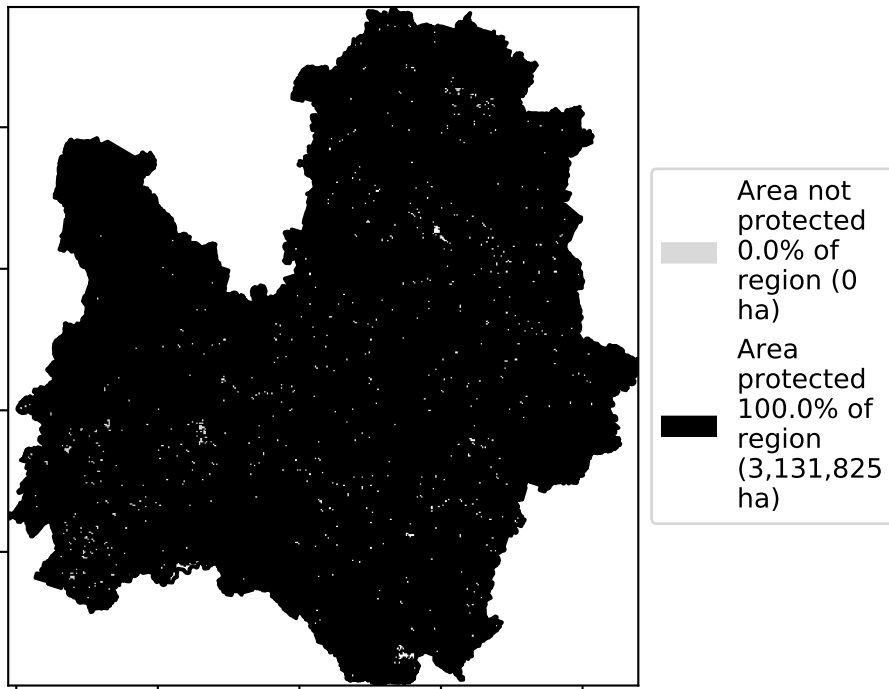 Area not
protected
0.0% of
region (0
ha)
Area
protected
100.0% of
region
(3,131,825
ha)